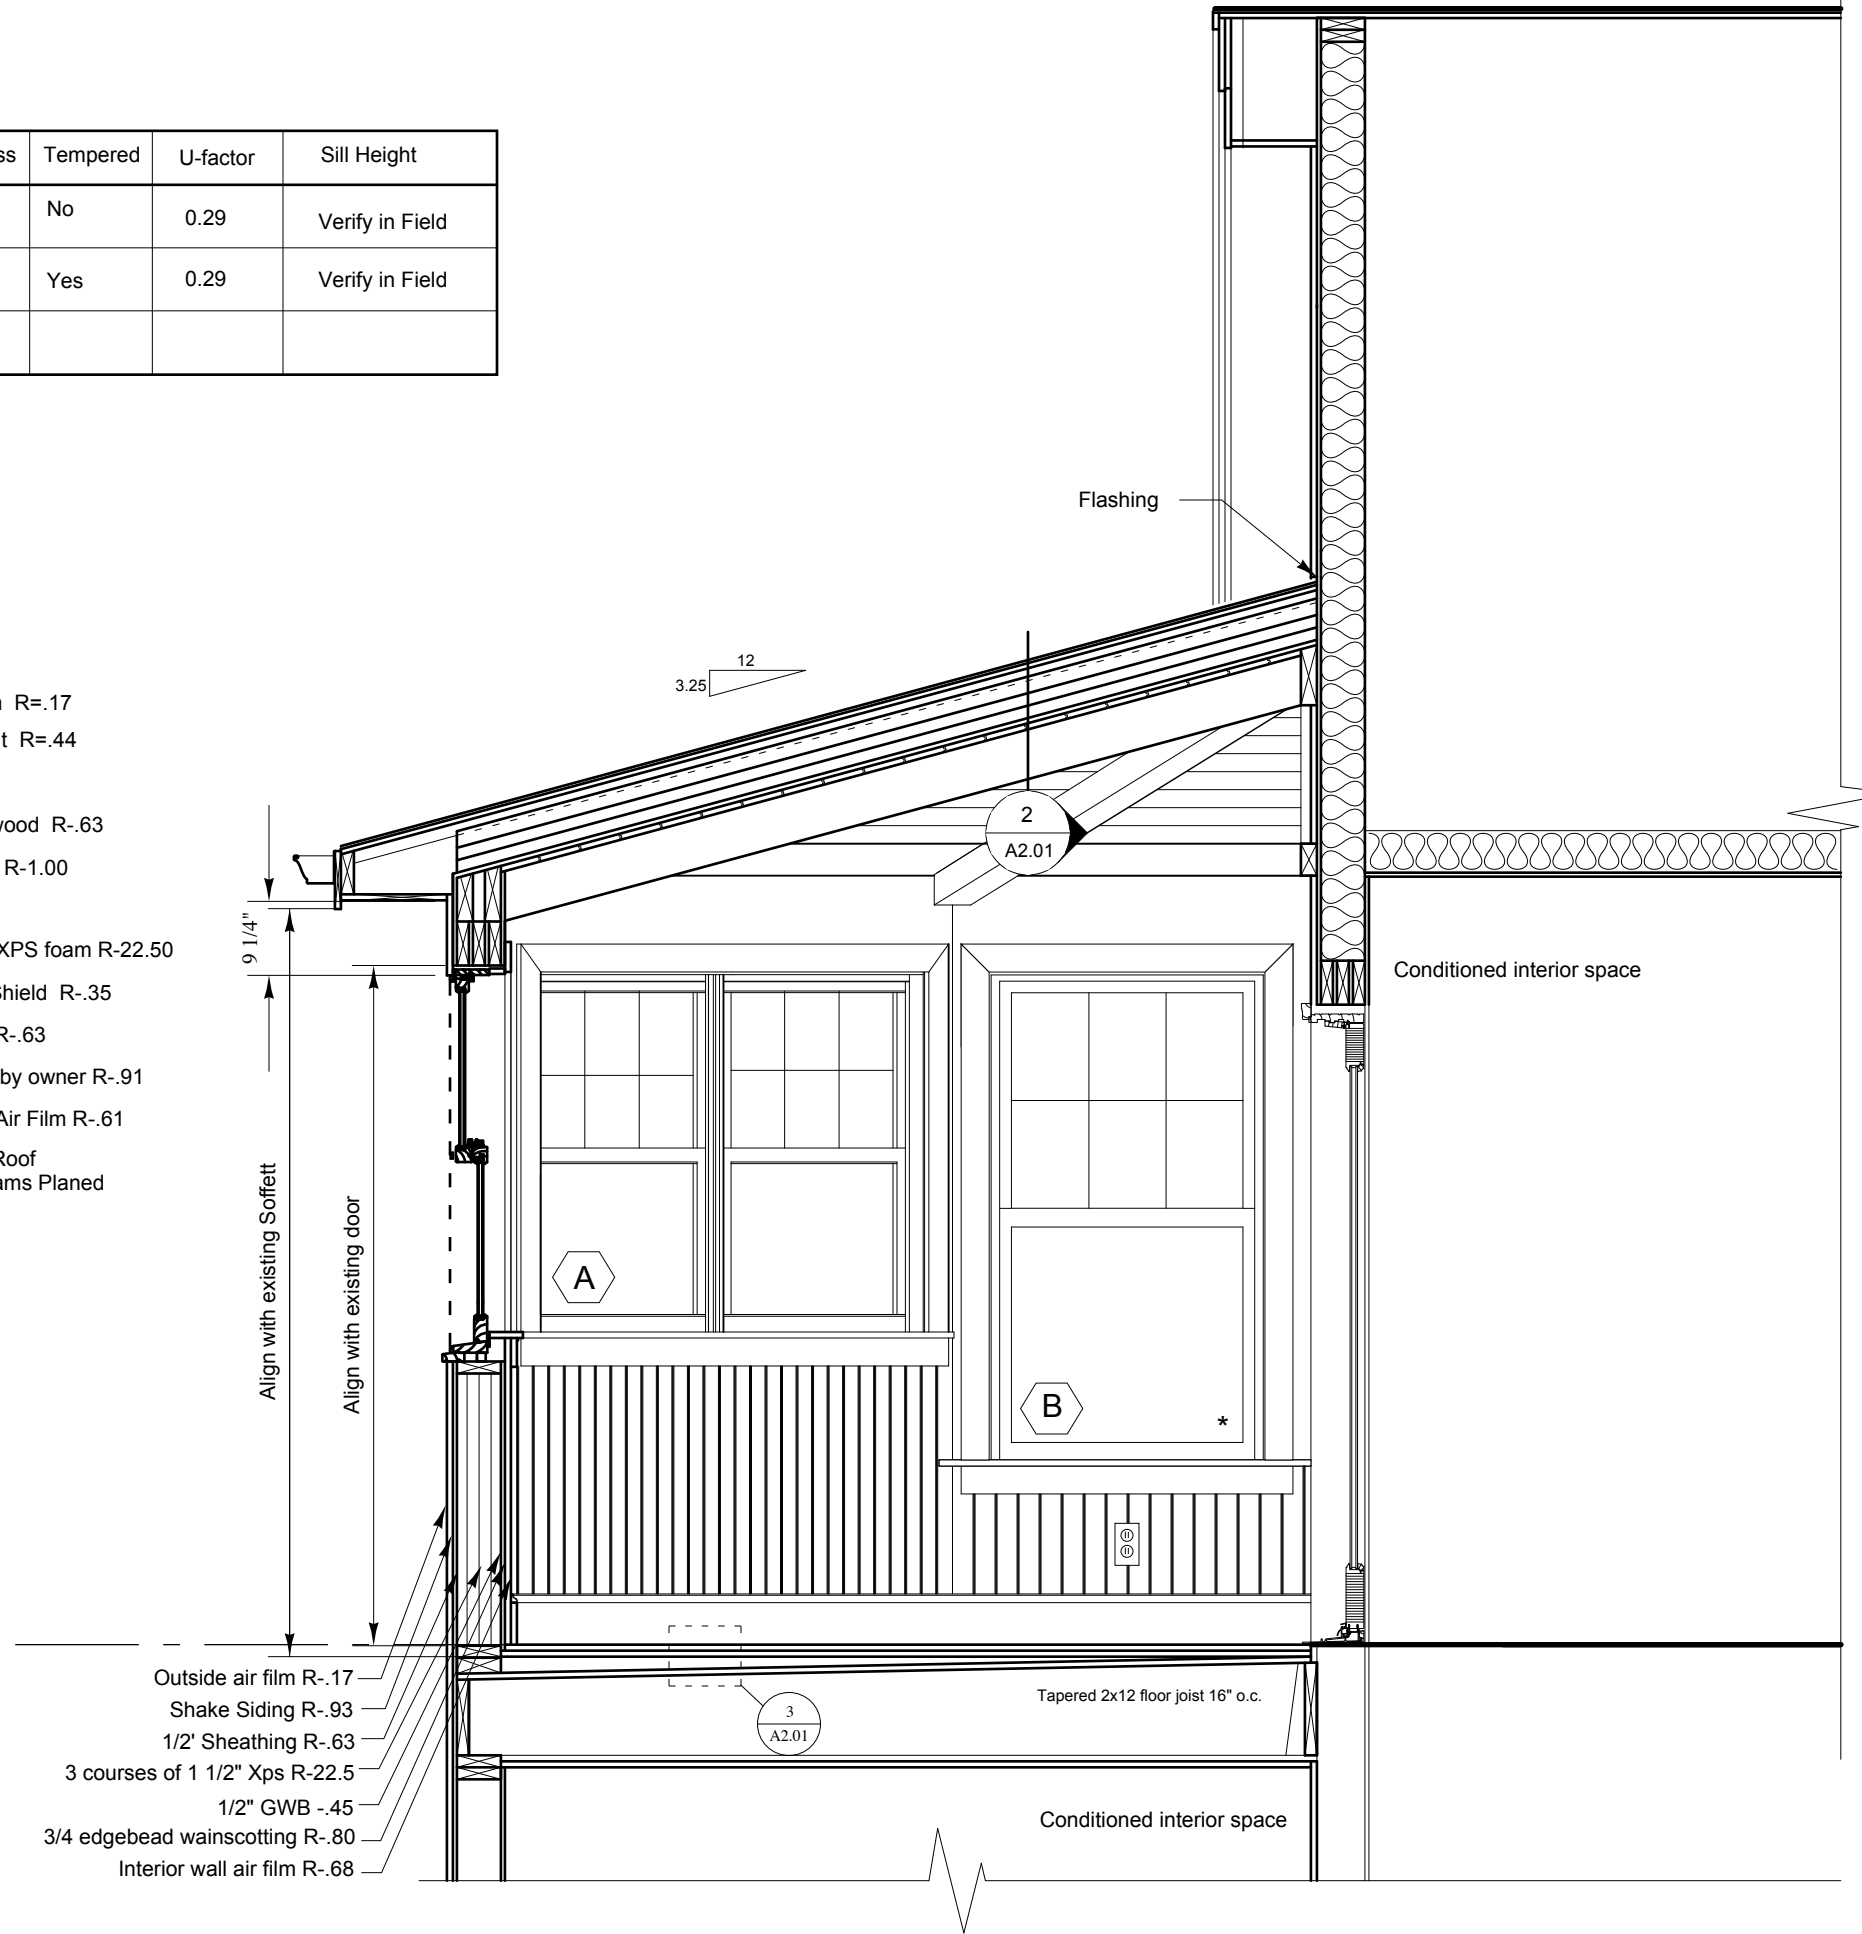 Tempered U-factor Sill Height
No 0.29 Verify in Field
Yes 0.29 Verify in Field
Flashing
12
3.25
R=.17
R=.44
R-.63
R-1.00
XPS foam R-22.50
R-.35
R-.63
by owner R-.91
Air Film R-.61
Planed
9 1/4"
Align with existing Soffett
Align with existing door
2
A2.01
Conditioned interior space
A
B
*
Outside air film R-.17
Shake Siding R-.93
1/2' Sheathing R-.63
3 courses of 1 1/2" Xps R-22.5
1/2" GWB -.45
3/4 edgebead wainscotting R-.80
Interior wall air film R-.68
3
A2.01
Tapered 2x12 floor joist 16" o.c.
Conditioned interior space